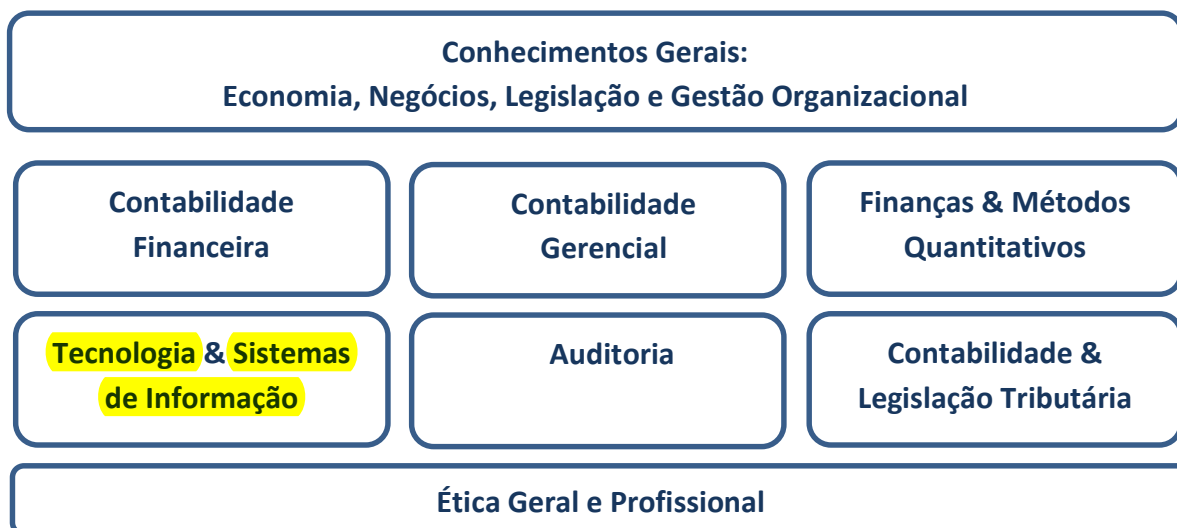 Conhecimentos Gerais:
Economia, Negócios, Legislação e Gestão Organizacional
Contabilidade
Financeira
Contabilidade
Gerencial
Finanças & Métodos
Quantitativos
Tecnologia & Sistemas
de Informação
Auditoria
Contabilidade &
Legislação Tributária
Ética Geral e Profissional